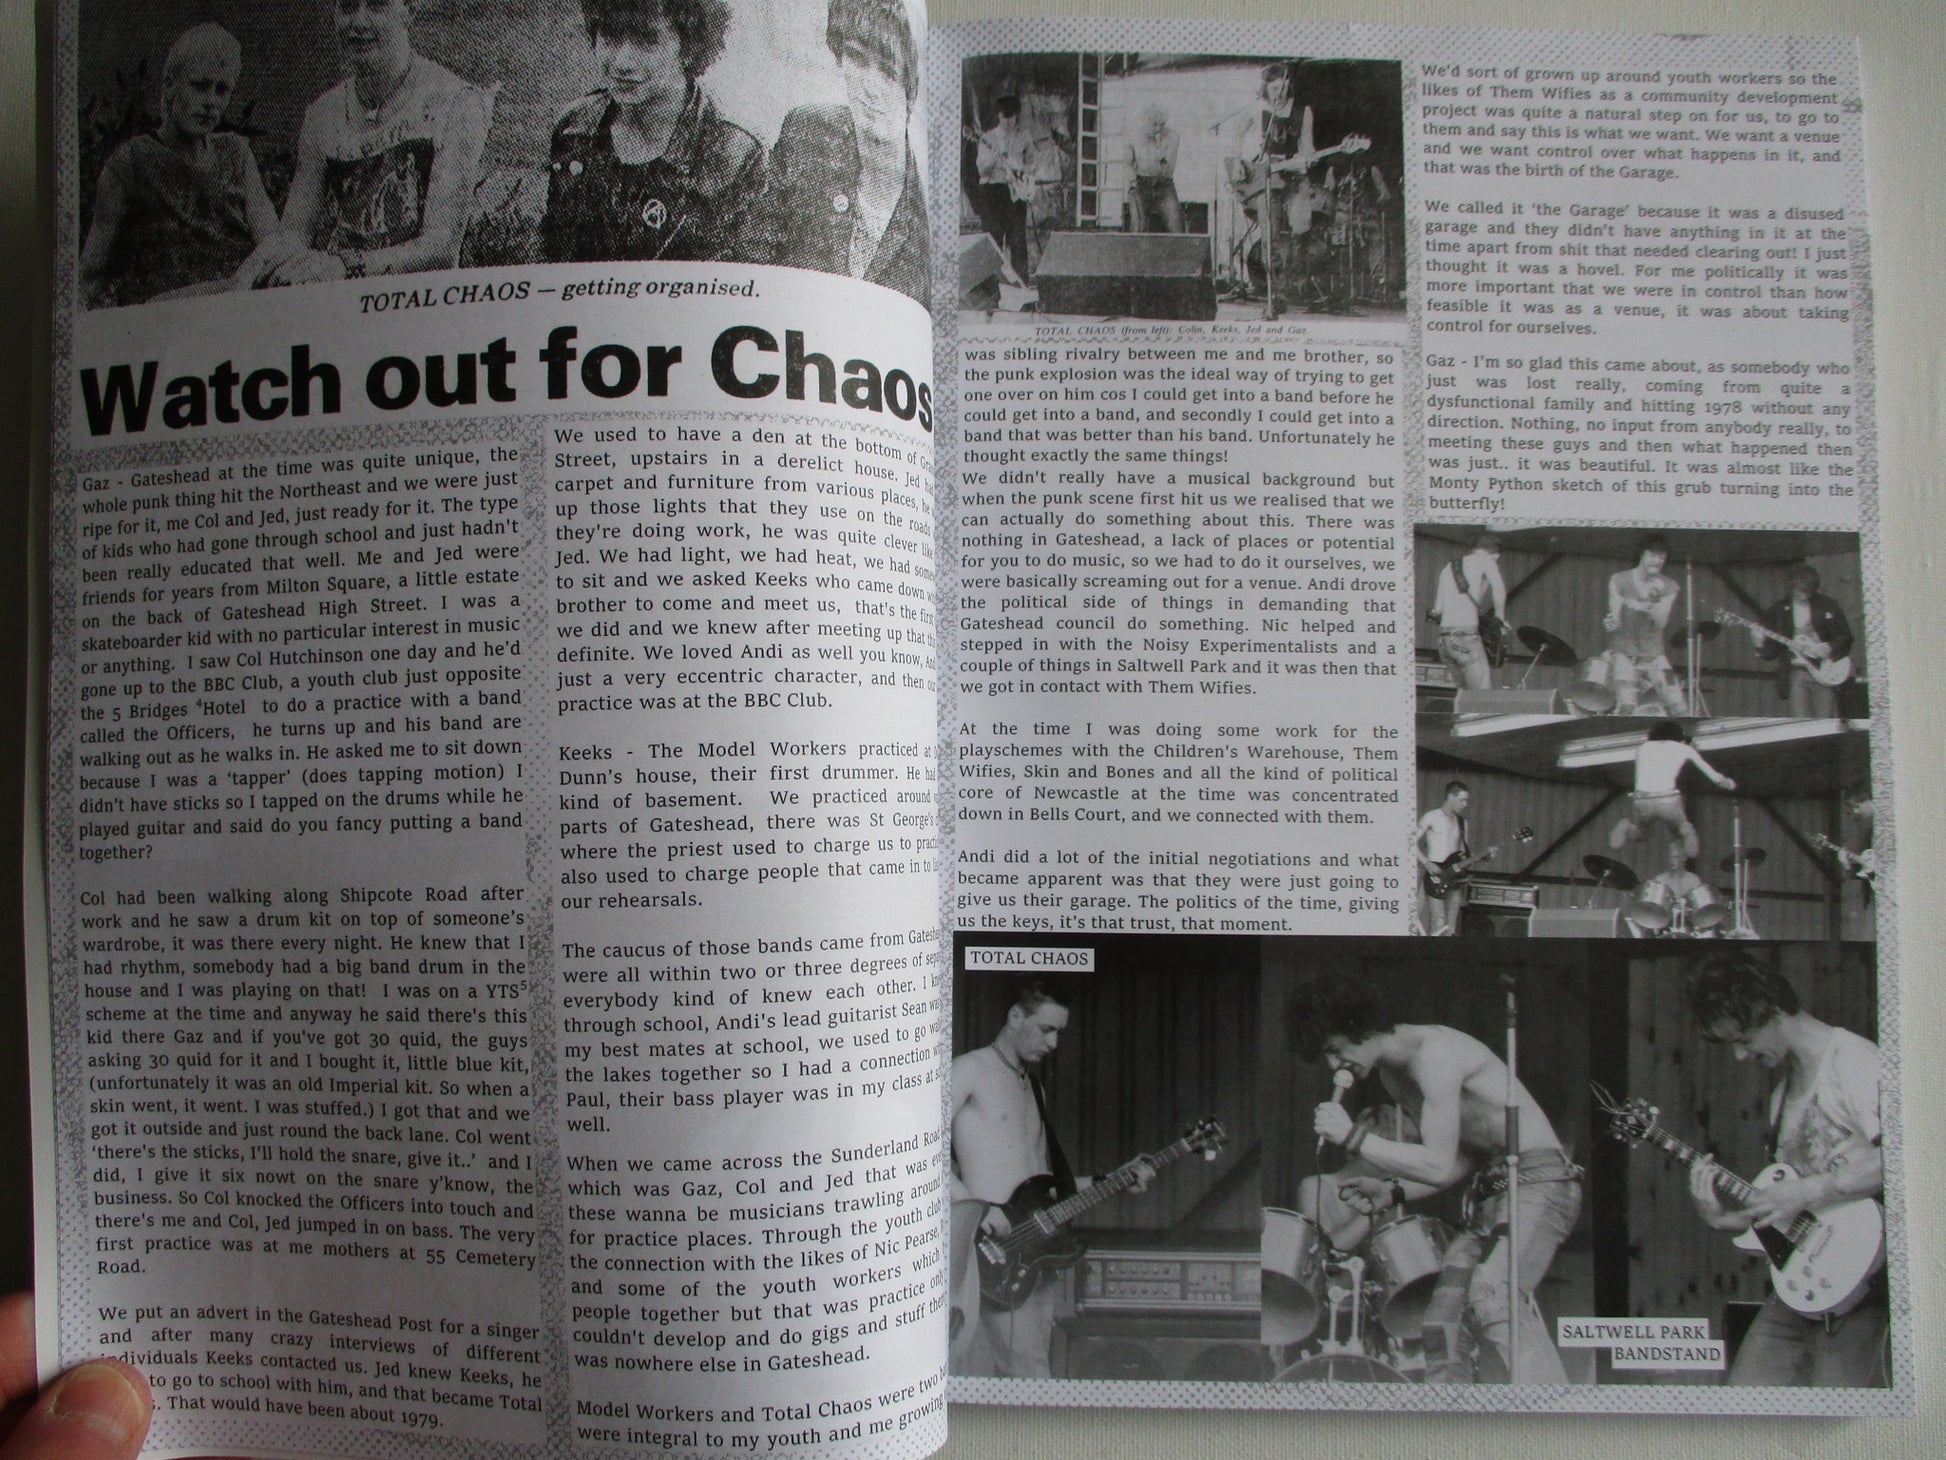 TOTAL CHAOS — getting organised.
Watch out for Chaos
Gaz - Gateshead at the time was quite unique, the
whole punk thing hit the Northeast and we were just
ripe for it, me Col and Jed, just ready for it. The type
of kids who had gone through school and just hadn't
been really educated that well. Me and Jed were
friends for years from Milton Square, a little estate
on the back of Gateshead High Street. I was a
skateboarder kid with no particular interest in music
or anything. I saw Col Hutchinson one day and he'd
gone up to the BBC Club, a youth club just opposite
the 5 Bridges ⁴Hotel to do a practice with a band
called the Officers, he turns up and his band are
walking out as he walks in. He asked me to sit down
because I was a ‘tapper’ (does tapping motion) I
didn't have sticks so I tapped on the drums while he
played guitar and said do you fancy putting a band
together?
Col had been walking along Shipcote Road after
work and he saw a drum kit on top of someone's
wardrobe, it was there every night. He knew that I
had rhythm, somebody had a big band drum in the
house and I was playing on that! I was on a YTS⁵
scheme at the time and anyway he said there's this
kid there Gaz and if you've got 30 quid, the guys
asking 30 quid for it and I bought it, little blue kit,
(unfortunately it was an old Imperial kit. So when a
skin went, it went. I was stuffed.) I got that and we
got it outside and just round the back lane. Col went
‘there's the sticks, I'll hold the snare, give it..’ and I
did, I give it six nowt on the snare y'know, the
business. So Col knocked the Officers into touch and
there's me and Col, Jed jumped in on bass. The very
first practice was at me mothers at 55 Cemetery
Road.
We put an advert in the Gateshead Post for a singer
and after many crazy interviews of different
individuals Keeks contacted us. Jed knew Keeks, he
to go to school with him, and that became Total
That would have been about 1979.
We used to have a den at the bottom of
Street, upstairs in a derelict house. Jed
carpet and furniture from various places,
up those lights that they use on the roads
they're doing work, he was quite clever like
Jed. We had light, we had heat, we had
to sit and we asked Keeks who came down
brother to come and meet us, that's the first
we did and we knew after meeting up that
definite. We loved Andi as well you know,
just a very eccentric character, and then
practice was at the BBC Club.
Keeks - The Model Workers practiced at
Dunn's house, their first drummer. He had
kind of basement. We practiced around
parts of Gateshead, there was St George's
where the priest used to charge us to
also used to charge people that came in to
our rehearsals.
The caucus of those bands came from
were all within two or three degrees of
everybody kind of knew each other. I
through school, Andi's lead guitarist Sean
my best mates at school, we used to go
the lakes together so I had a connection
Paul, their bass player was in my class at
well.
When we came across the Sunderland Road
which was Gaz, Col and Jed that was
these wanna be musicians trawling around
for practice places. Through the youth club
the connection with the likes of Nic Pearse,
and some of the youth workers which
people together but that was practice only
couldn't develop and do gigs and stuff
was nowhere else in Gateshead.
Model Workers and Total Chaos were two
were integral to my youth and me growing
TOTAL CHAOS (from left): Colin, Keeks, Jed and Gaz.
was sibling rivalry between me and me brother, so
the punk explosion was the ideal way of trying to get
one over on him cos I could get into a band before he
could get into a band, and secondly I could get into a
band that was better than his band. Unfortunately he
thought exactly the same things!
We didn't really have a musical background but
when the punk scene first hit us we realised that we
can actually do something about this. There was
nothing in Gateshead, a lack of places or potential
for you to do music, so we had to do it ourselves, we
were basically screaming out for a venue. Andi drove
the political side of things in demanding that
Gateshead council do something. Nic helped and
stepped in with the Noisy Experimentalists and a
couple of things in Saltwell Park and it was then that
we got in contact with Them Wifies.
At the time I was doing some work for the
playschemes with the Children's Warehouse, Them
Wifies, Skin and Bones and all the kind of political
core of Newcastle at the time was concentrated
down in Bells Court, and we connected with them.
Andi did a lot of the initial negotiations and what
became apparent was that they were just going to
give us their garage. The politics of the time, giving
us the keys, it's that trust, that moment.
We'd sort of grown up around youth workers so the
likes of Them Wifies as a community development
project was quite a natural step on for us, to go to
them and say this is what we want. We want a venue
and we want control over what happens in it, and
that was the birth of the Garage.
We called it ‘the Garage’ because it was a disused
garage and they didn't have anything in it at the
time apart from shit that needed clearing out! I just
thought it was a hovel. For me politically it was
more important that we were in control than how
feasible it was as a venue, it was about taking
control for ourselves.
Gaz - I'm so glad this came about, as somebody who
just was lost really, coming from quite a
dysfunctional family and hitting 1978 without any
direction. Nothing, no input from anybody really, to
meeting these guys and then what happened then
was just.. it was beautiful. It was almost like the
Monty Python sketch of this grub turning into the
butterfly!
TOTAL CHAOS
SALTWELL PARK
BANDSTAND